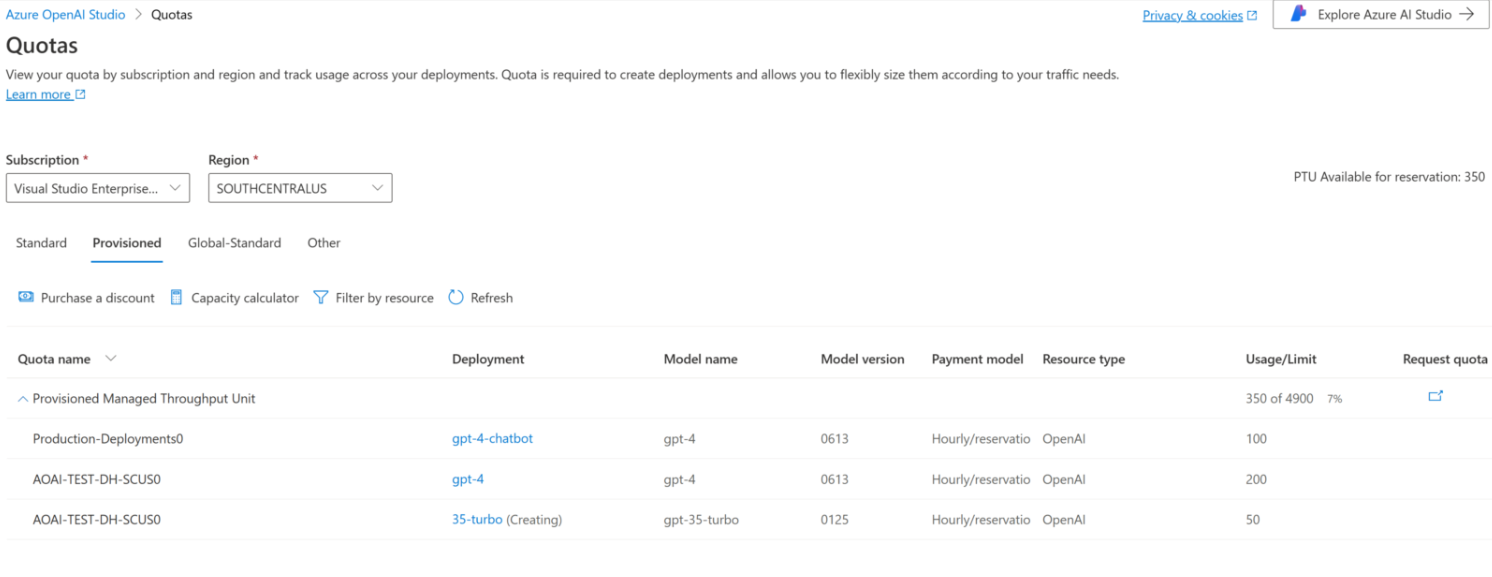 Azure OpenAI Studio > Quotas
Privacy & cookies
Explore Azure AI Studio →
Quotas
View your quota by subscription and region and track usage across your deployments. Quota is required to create deployments and allows you to flexibly size them according to your traffic needs.
Learn more
Subscription * Region *
Visual Studio Enterprise... SOUTHCENTRALUS
PTU Available for reservation: 350
Standard Provisioned Global-Standard Other
Purchase a discount Capacity calculator Filter by resource Refresh
Quota name Deployment Model name Model version Payment model Resource type Usage/Limit Request quota
Provisioned Managed Throughput Unit 350 of 4900 7%
Production-Deployments0 gpt-4-chatbot gpt-4 0613 Hourly/reservatio OpenAI 100
AOAI-TEST-DH-SCUS0 gpt-4 gpt-4 0613 Hourly/reservatio OpenAI 200
AOAI-TEST-DH-SCUS0 35-turbo (Creating) gpt-35-turbo 0125 Hourly/reservatio OpenAI 50